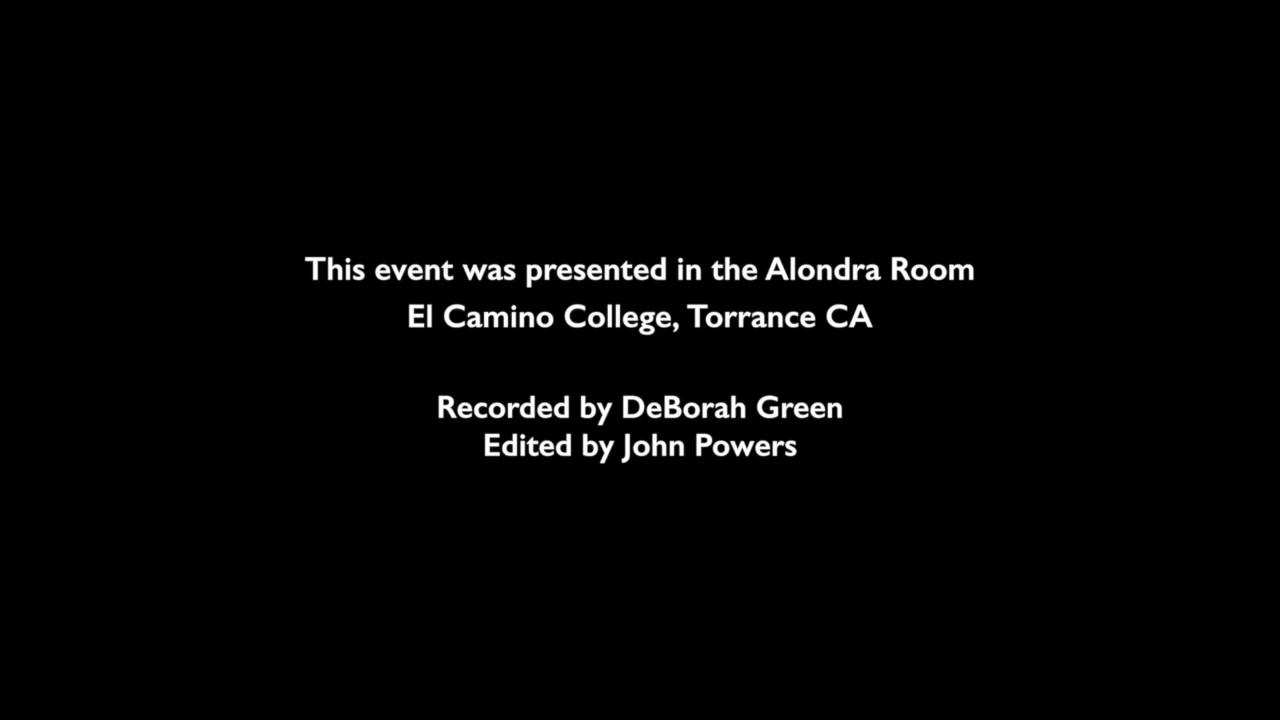 This event was presented in the Alondra Room
El Camino College, Torrance CA
Recorded by DeBorah Green
Edited by John Powers